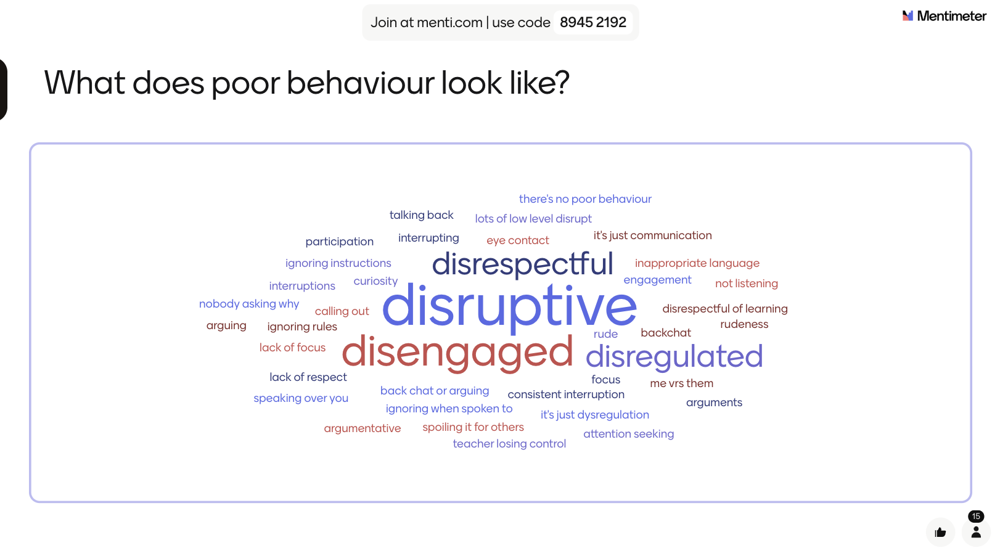 Join at menti.com | use code 8945 2192
Mentimeter
What does poor behaviour look like?
there's no poor behaviour
talking back
lots of low level disrupt
it's just communication
participation
interrupting
eye contact
disrespectful
ignoring instructions
inappropriate language
curiosity
engagement
interruptions
not listening
nobody asking why
calling out
disruptive
disrespectful of learning
arguing
ignoring rules
rudeness
rude
backchat
lack of focus
disengaged
disregulated
lack of respect
focus
me vrs them
speaking over you
back chat or arguing
consistent interruption
arguments
ignoring when spoken to
it's just dysregulation
argumentative
spoiling it for others
attention seeking
teacher losing control
15